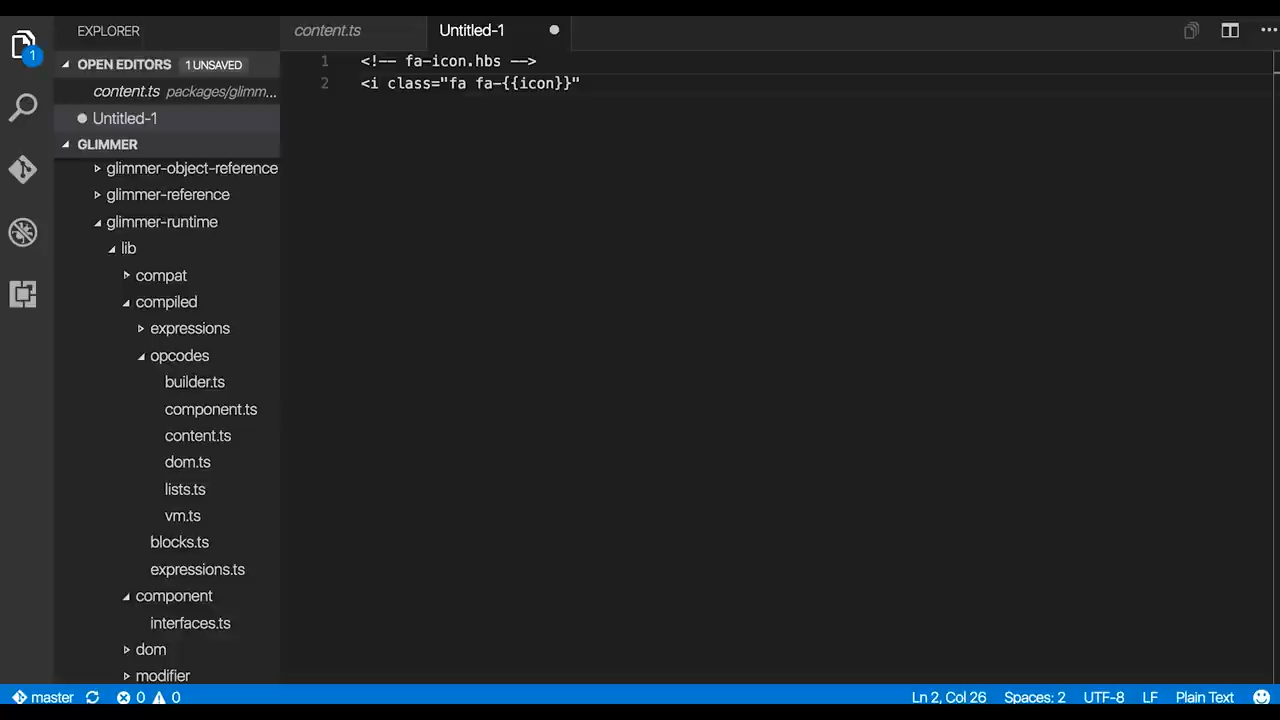 EXPLORER
content.ts
Untitled-1
OPEN EDITORS 1 UNSAVED
content.ts packages/glimm...
Untitled-1
GLIMMER
glimmer-object-reference
glimmer-reference
glimmer-runtime
lib
compat
compiled
expressions
opcodes
builder.ts
component.ts
content.ts
dom.ts
lists.ts
vm.ts
blocks.ts
expressions.ts
component
interfaces.ts
dom
modifier
1
1 <!-- fa-icon.hbs -->
2 <i class="fa fa-{{icon}}"
master 0 0
Ln 2, Col 26 Spaces: 2 UTF-8 LF Plain Text